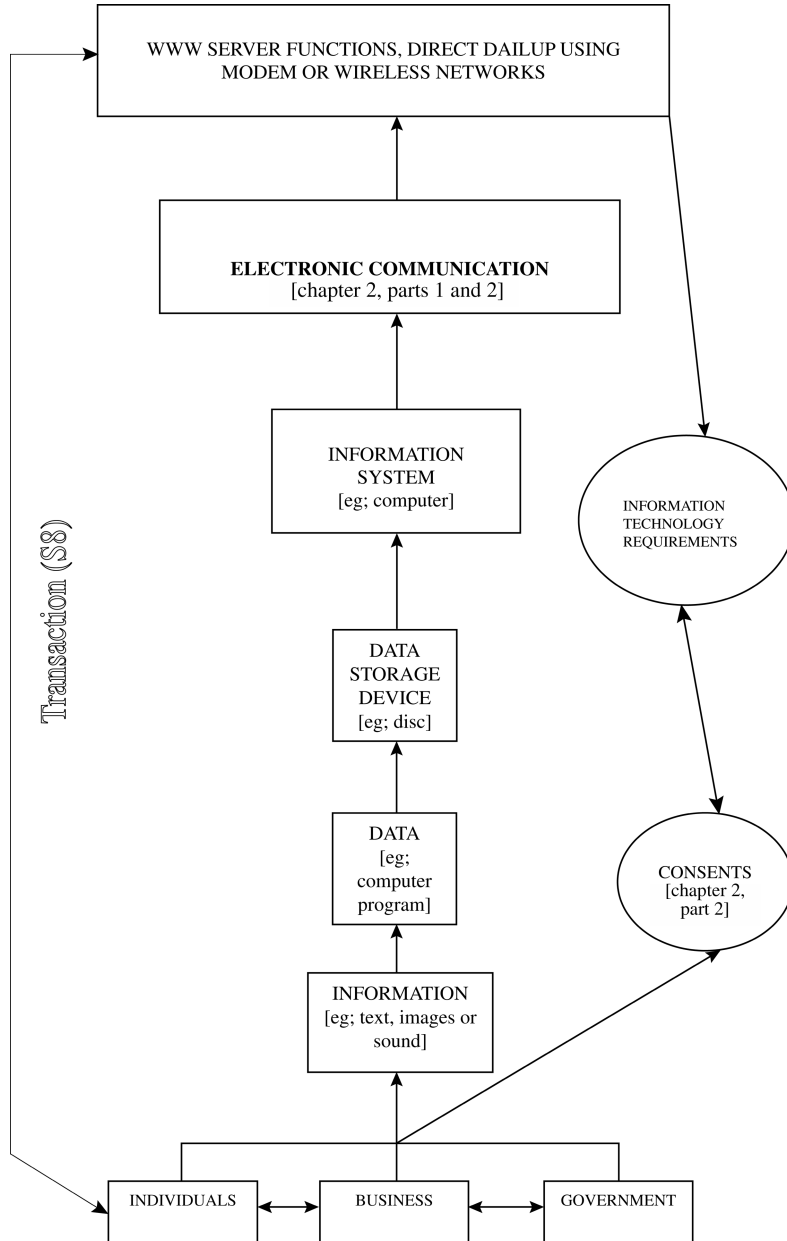 WWW SERVER FUNCTIONS, DIRECT DAILUP USING
MODEM OR WIRELESS NETWORKS
ELECTRONIC COMMUNICATION
[chapter 2, parts 1 and 2]
INFORMATION
SYSTEM
[eg; computer]
INFORMATION
TECHNOLOGY
REQUIREMENTS
Transaction (S8)
DATA
STORAGE
DEVICE
[eg; disc]
DATA
[eg;
computer
program]
CONSENTS
[chapter 2,
part 2]
INFORMATION
[eg; text, images or
sound]
INDIVIDUALS
BUSINESS
GOVERNMENT